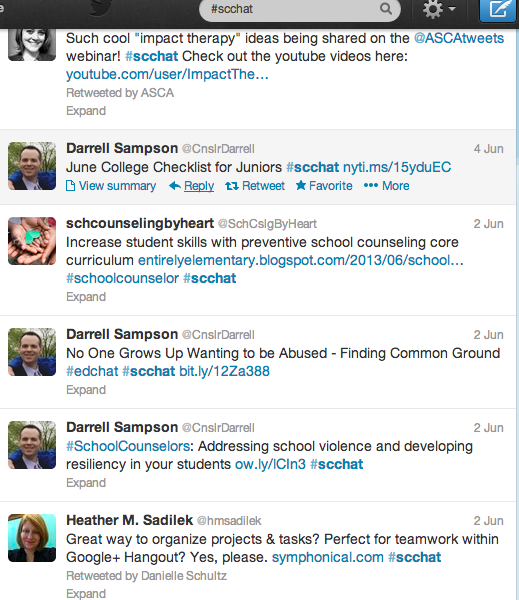 #scchat
Such cool "impact therapy" ideas being shared on the @ASCAtweets
webinar! #scchat Check out the youtube videos here:
youtube.com/user/ImpactThe…
Retweeted by ASCA
Expand
Darrell Sampson @CnslrDarrell 4 Jun
June College Checklist for Juniors #scchat nyti.ms/15yduEC
View summary Reply Retweet Favorite More
schcounselingbyheart @SchCslgByHeart 2 Jun
Increase student skills with preventive school counseling core
curriculum entirelyelementary.blogspot.com/2013/06/school…
#schoolcounselor #scchat
Expand
Darrell Sampson @CnslrDarrell 2 Jun
No One Grows Up Wanting to be Abused - Finding Common Ground
#edchat #scchat bit.ly/12Za388
Expand
Darrell Sampson @CnslrDarrell 2 Jun
#SchoolCounselors: Addressing school violence and developing
resiliency in your students ow.ly/lCIn3 #scchat
Expand
Heather M. Sadilek @hmsadilek 2 Jun
Great way to organize projects & tasks? Perfect for teamwork within
Google+ Hangout? Yes, please. symphonical.com #scchat
Retweeted by Danielle Schultz
Expand